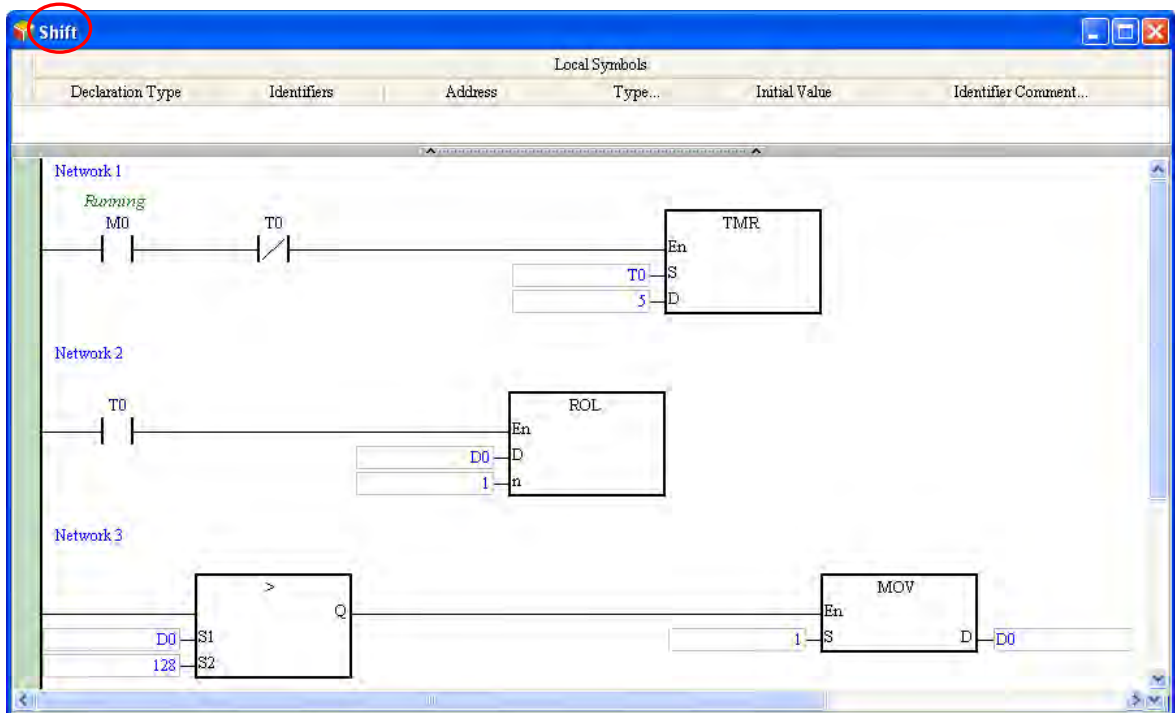 Shift
Local Symbols
Declaration Type Identifiers Address Type... Initial Value Identifier Comment...
Network 1
Running
M0 T0 TMR
En
T0 S
5 D
Network 2
T0 ROL
En
D0 D
1 n
Network 3
> MOV
Q En
D0 S1 1 S D D0
128 S2